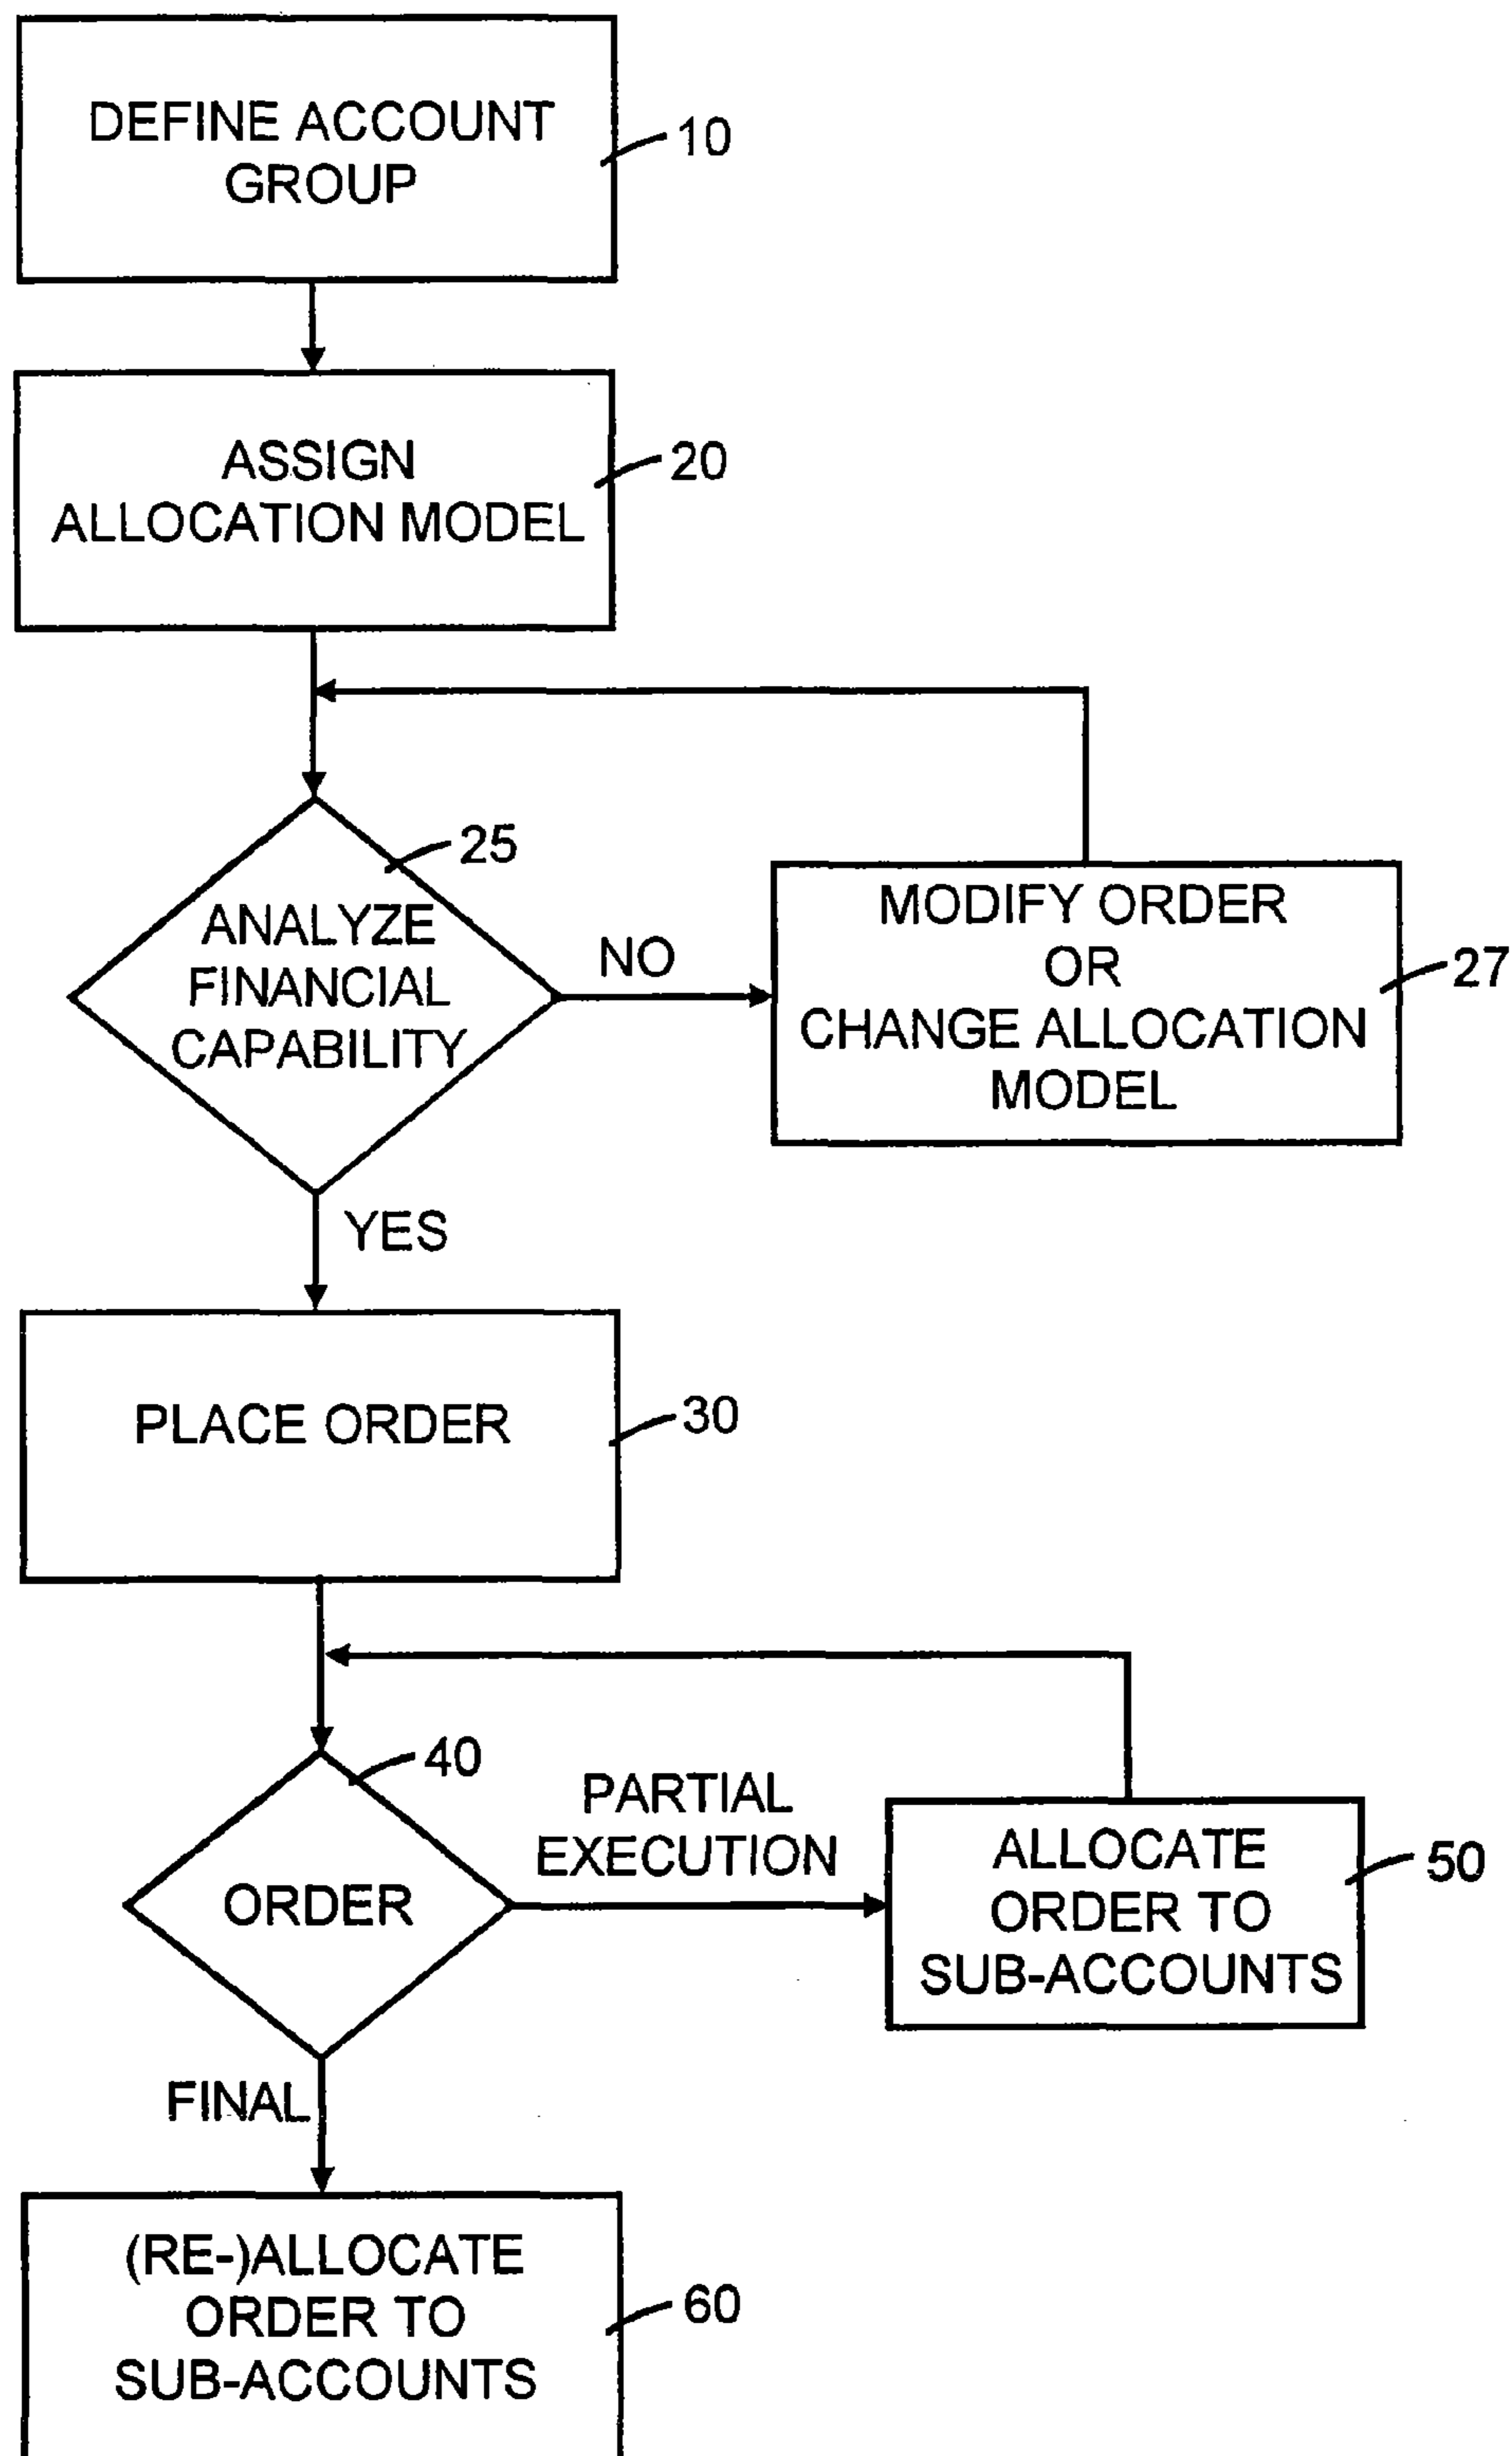 DEFINE ACCOUNT
GROUP
10
ASSIGN
ALLOCATION MODEL
20
25
ANALYZE
FINANCIAL
CAPABILITY
NO
MODIFY ORDER
OR
CHANGE ALLOCATION
MODEL
27
YES
PLACE ORDER
30
40
ORDER
PARTIAL
EXECUTION
ALLOCATE
ORDER TO
SUB-ACCOUNTS
50
FINAL
(RE-)ALLOCATE
ORDER TO
SUB-ACCOUNTS
60